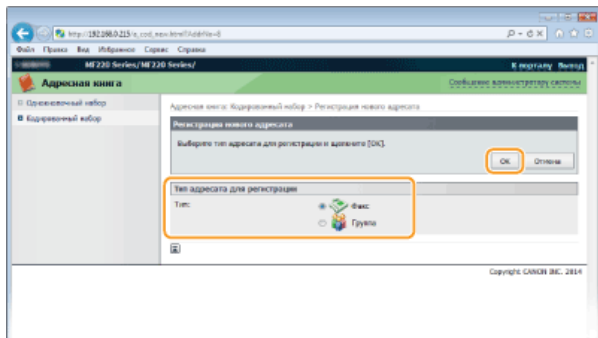 http://192.168.0.215/a_cod_new.html?AddrNo=6
Файл Правка Вид Избранное Сервис Справка
MF220 Series/MF220 Series/
К порталу Выход
Адресная книга
Сообщение администратору системы
Однокнопочный набор
Кодированный набор
Адресная книга: Кодированный набор > Регистрация нового адресата
Регистрация нового адресата
Выберите тип адресата для регистрации и щелкните [OK].
OK
Отмена
Тип адресата для регистрации
Тип:
Факс
Группа
Copyright CANON INC. 2014